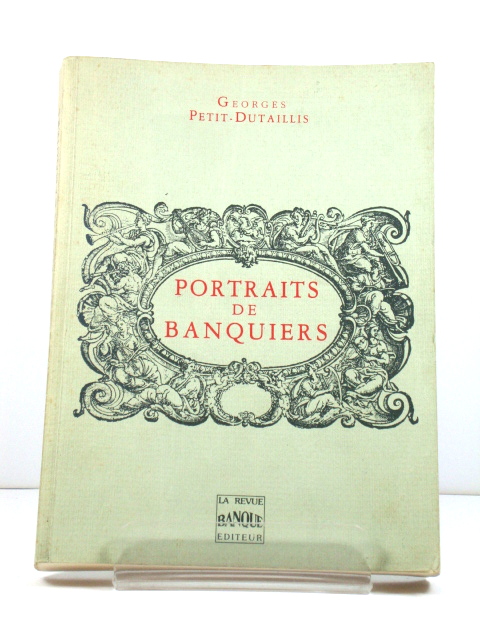 GEORGES
PETIT-DUTAILLIS
PORTRAITS
DE
BANQUIERS
LA REVUE
BANQUE
EDITEUR